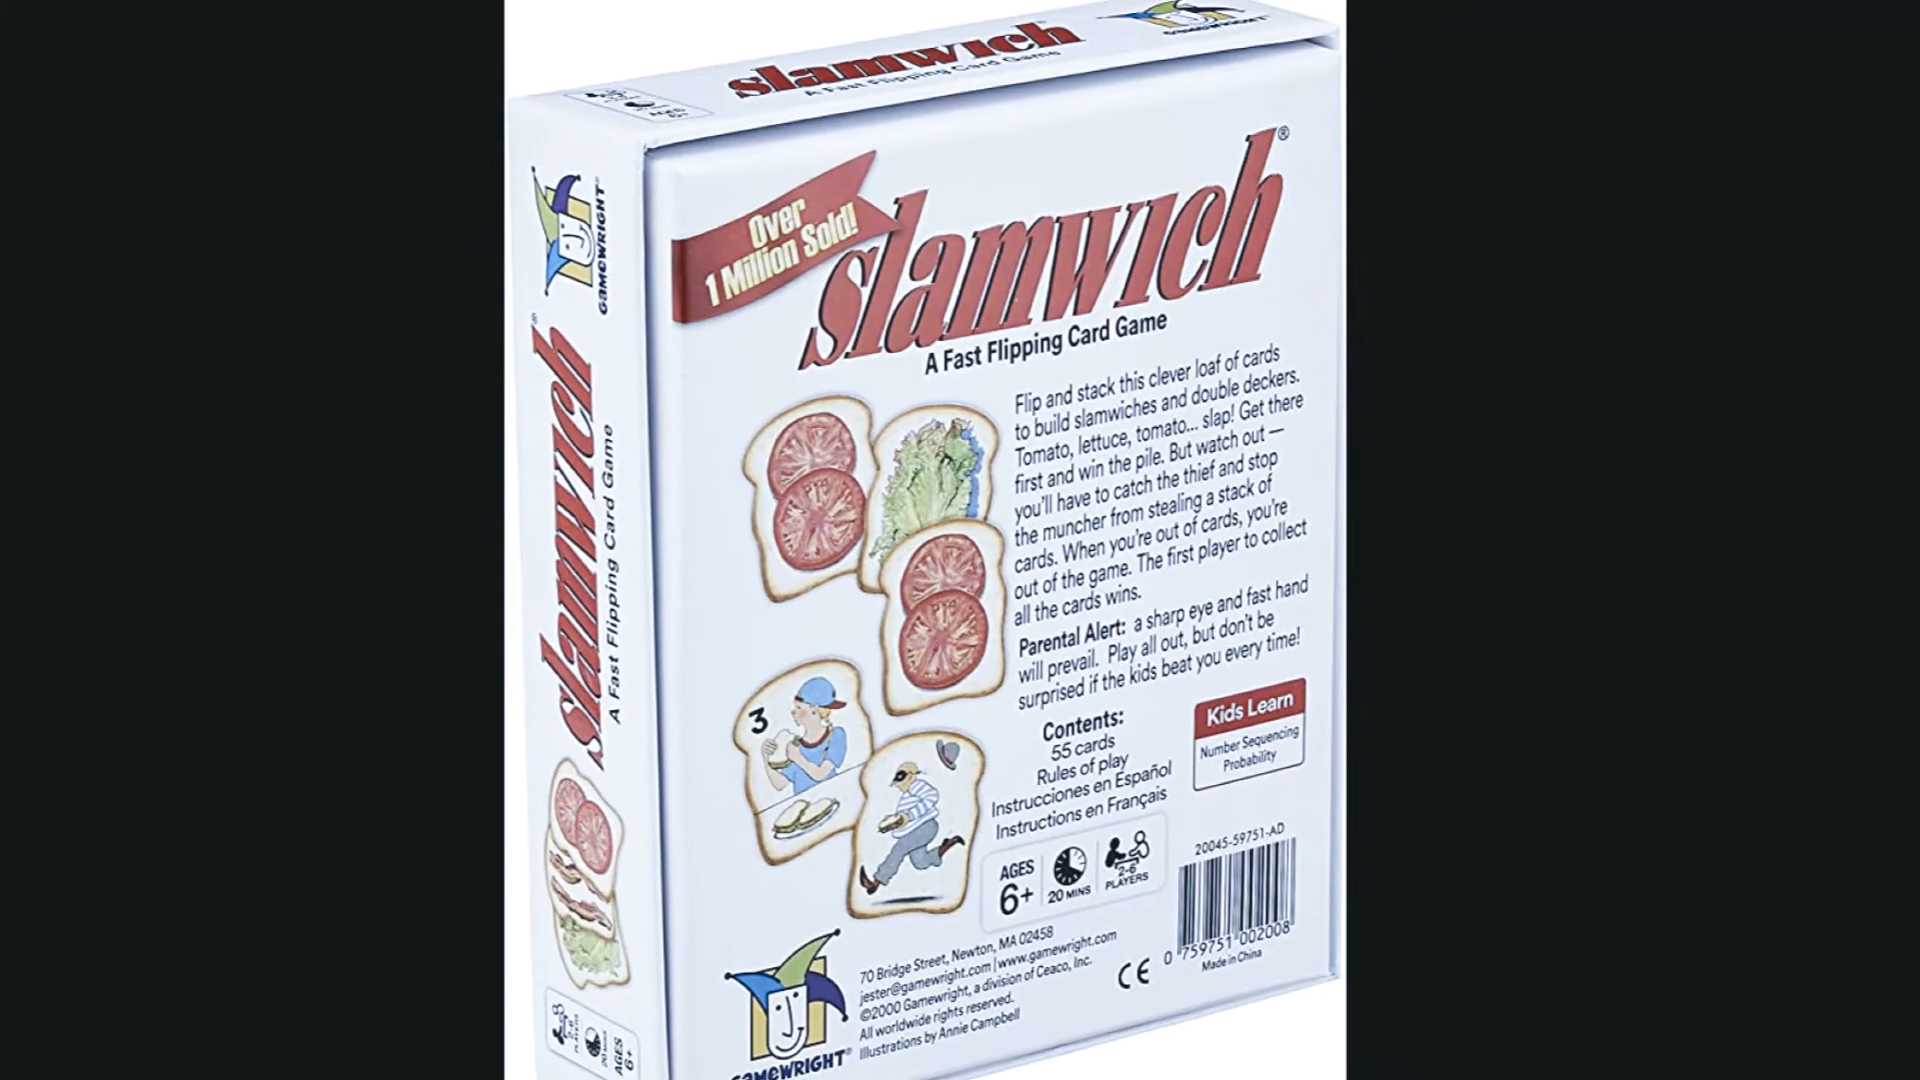 slamwich
A Fast Flipping Card Game
GAMEWRIGHT
AGES
6+
GAMEWRIGHT®
slamwich®
A Fast Flipping Card Game
2-6
PLAYERS
20 MINS
AGES
6+
Over
1 Million Sold!
slamwich®
A Fast Flipping Card Game
Flip and stack this clever loaf of cards
to build slamwiches and double deckers.
Tomato, lettuce, tomato... slap! Get there
first and win the pile. But watch out —
you'll have to catch the thief and stop
the muncher from stealing a stack of
cards. When you're out of cards, you're
out of the game. The first player to collect
all the cards wins.
Parental Alert: a sharp eye and fast hand
will prevail. Play all out, but don't be
surprised if the kids beat you every time!
3
Contents:
55 cards
Rules of play
Instrucciones en Español
Instructions en Français
Kids Learn
Number Sequencing
Probability
AGES
6+
20 MINS
2-6
PLAYERS
20045-59751-AD
0 759751 002008
Made in China
CE
GAMEWRIGHT®
70 Bridge Street, Newton, MA 02458
jester@gamewright.com | www.gamewright.com
©2000 Gamewright, a division of Ceaco, Inc.
All worldwide rights reserved.
Illustrations by Annie Campbell